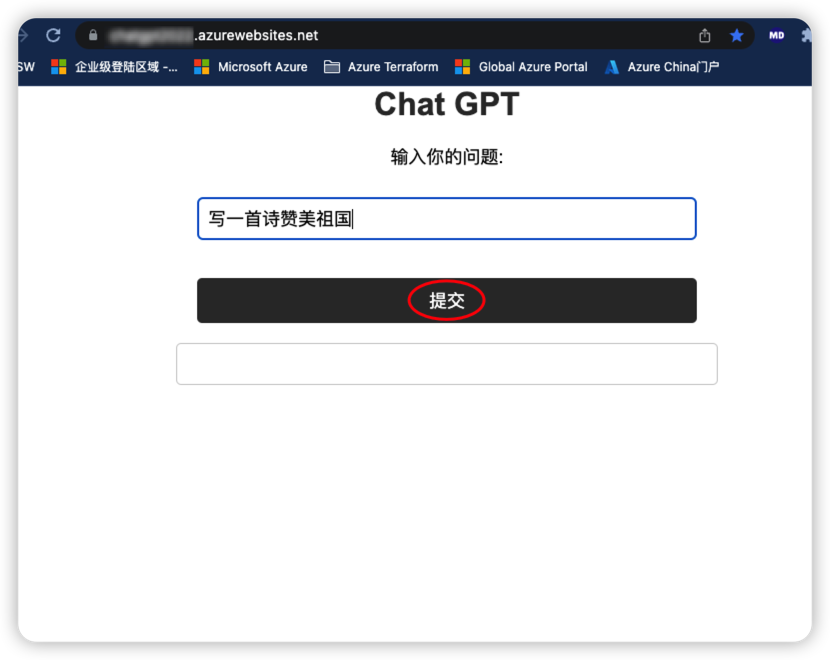 .azurewebsites.net
MD
SW 企业级登陆区域 -... Microsoft Azure Azure Terraform Global Azure Portal Azure China门户
Chat GPT
输入你的问题:
写一首诗赞美祖国
提交